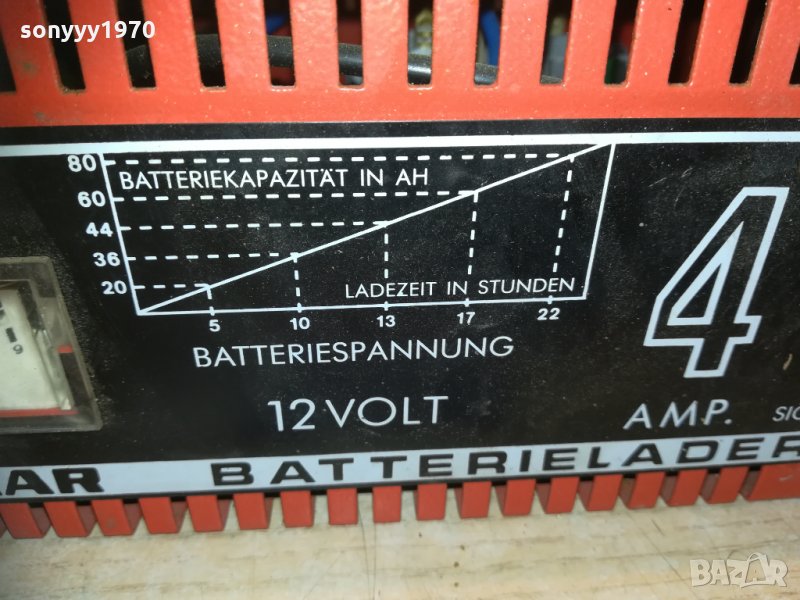 sonyyy1970
80
BATTERIEKAPAZITÄT IN AH
60
44
36
20
LADEZEIT IN STUNDEN
5 10 13 17 22
BATTERIESPANNUNG
12 VOLT
4
AMP.
BATTERIELADER
BAZAR